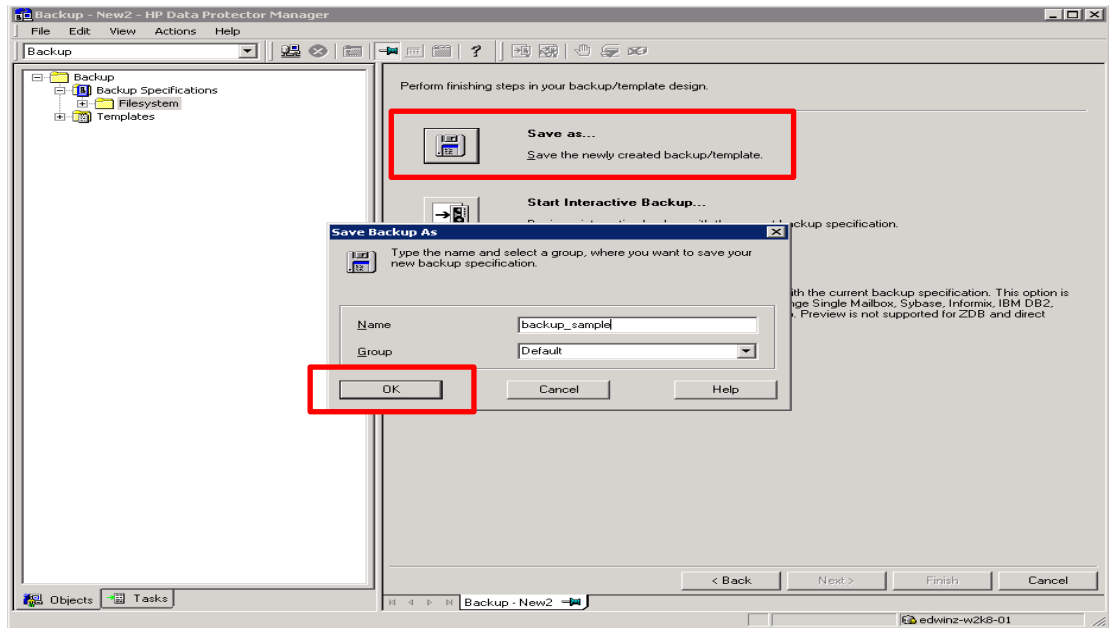 Backup - New2 - HP Data Protector Manager
File Edit View Actions Help
Backup
Backup
Backup Specifications
Filesystem
Templates
Perform finishing steps in your backup/template design.
Save as...
Save the newly created backup/template.
Start Interactive Backup...
backup specification.
Save Backup As
Type the name and select a group, where you want to save your
new backup specification.
with the current backup specification. This option is
Single Mailbox, Sybase, Informix, IBM DB2,
Preview is not supported for ZDB and direct
Name backup_sample
Group Default
OK Cancel Help
< Back Next > Finish Cancel
Objects Tasks
Backup - New2
edwinz-w2k8-01